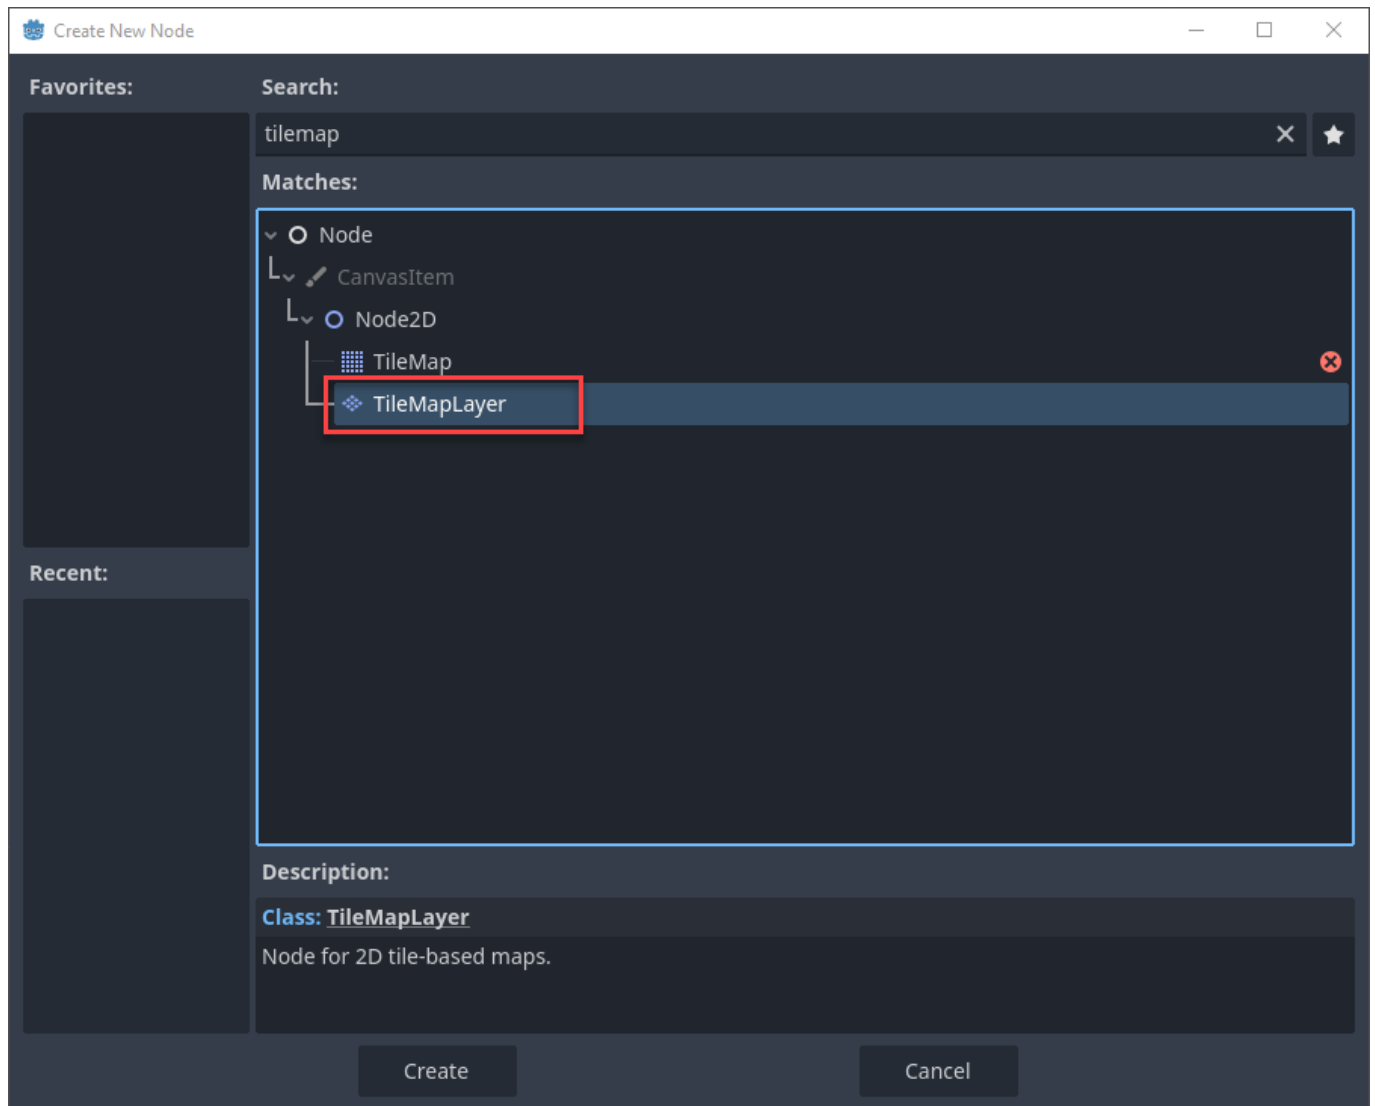 Create New Node
Favorites:
Search:
tilemap
Matches:
Node
CanvasItem
Node2D
TileMap
TileMapLayer
Recent:
Description:
Class: TileMapLayer
Node for 2D tile-based maps.
Create
Cancel